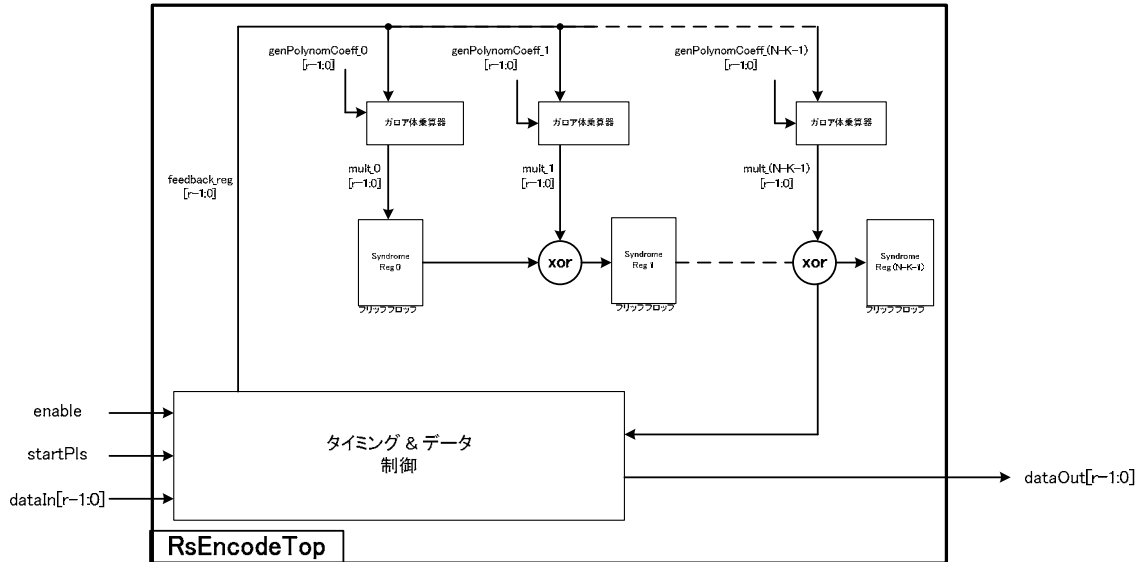 genPolynomCoeff_0
[r-1:0]
genPolynomCoeff_1
[r-1:0]
genPolynomCoeff_(N-K-1)
[r-1:0]
ガロア体乗算器
ガロア体乗算器
ガロア体乗算器
mult_0
[r-1:0]
mult_1
[r-1:0]
mult_(N-K-1)
[r-1:0]
feedback_reg
[r-1:0]
Syndrome
Reg 0
xor
Syndrome
Reg 1
xor
Syndrome
Reg (N-K-1)
フリップフロップ
フリップフロップ
フリップフロップ
enable
startPls
dataIn[r-1:0]
タイミング & データ
制御
dataOut[r-1:0]
RsEncodeTop